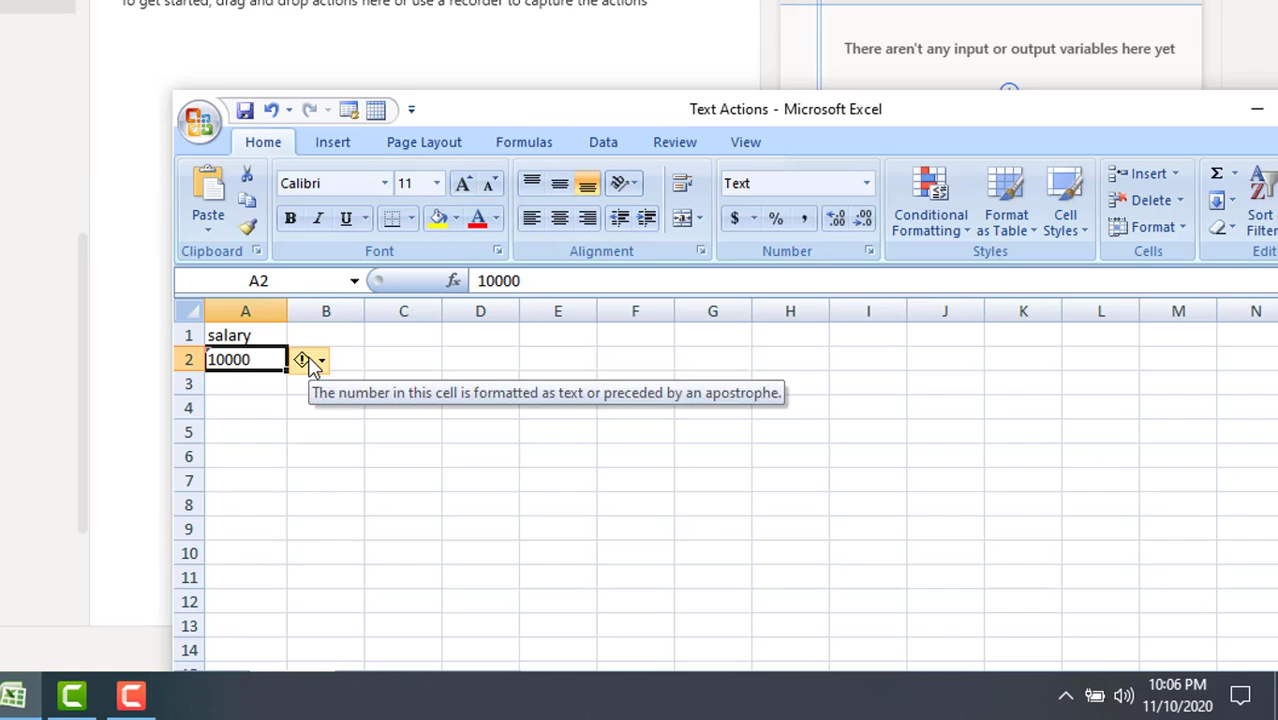 To get started, drag and drop actions here or use a recorder to capture the actions
There aren't any input or output variables here yet
Text Actions - Microsoft Excel
Home Insert Page Layout Formulas Data Review View
Paste
Clipboard
Calibri 11
B I U A
Font
Alignment
Text
$ % ,
Number
Conditional Formatting
Format as Table
Cell Styles
Styles
Insert
Delete
Format
Cells
Σ
Sort
Filter
Edit
A2 fx 10000
A B C D E F G H I J K L M N
1 salary
2 10000
The number in this cell is formatted as text or preceded by an apostrophe.
3
4
5
6
7
8
9
10
11
12
13
14
10:06 PM
11/10/2020